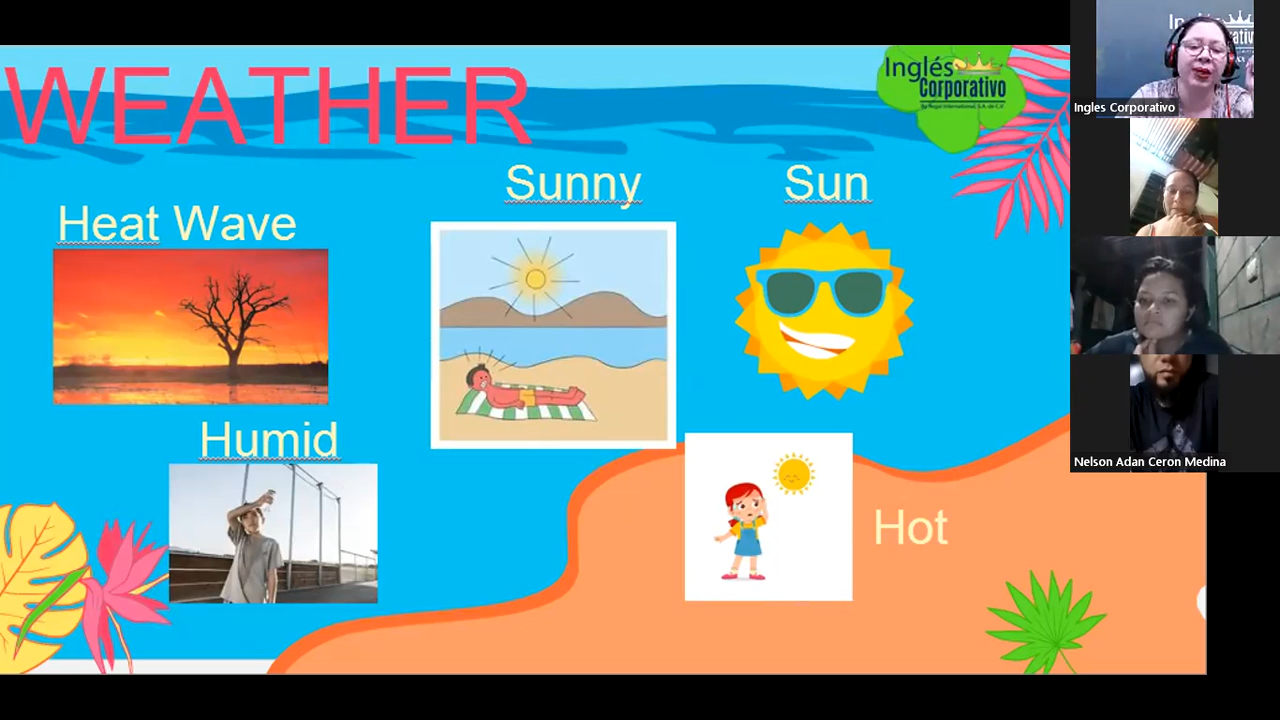 WEATHER
Inglés
Corporativo
Heat Wave
Sunny
Sun
Humid
Hot
Ingles Corporativo
Nelson Adan Ceron Medina